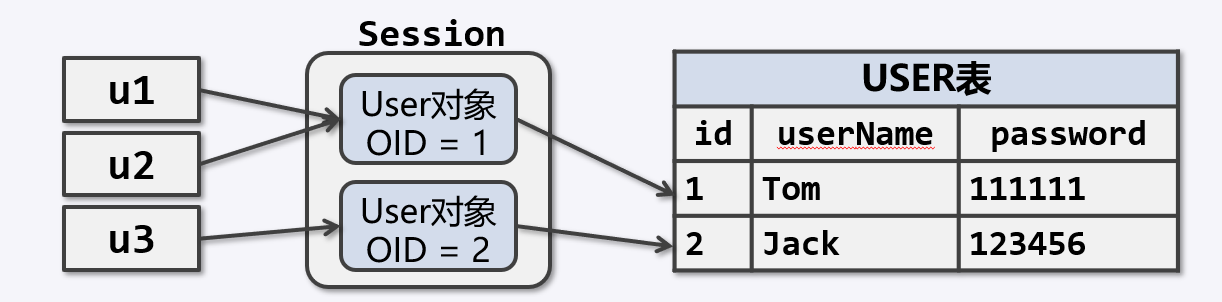 Session
u1
u2
u3
User对象
OID = 1
User对象
OID = 2
USER表
id userName password
1 Tom 111111
2 Jack 123456